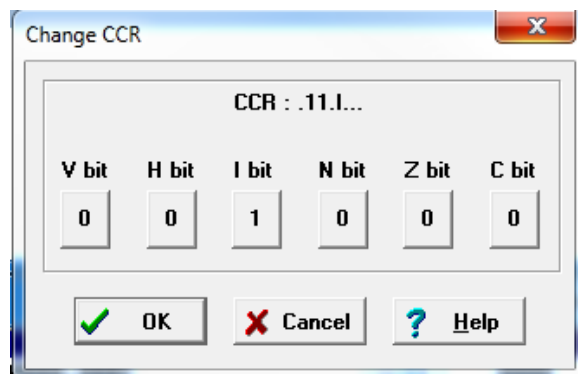 Change CCR
CCR : .11.I...
V bit H bit I bit N bit Z bit C bit
0 0 1 0 0 0
OK Cancel Help